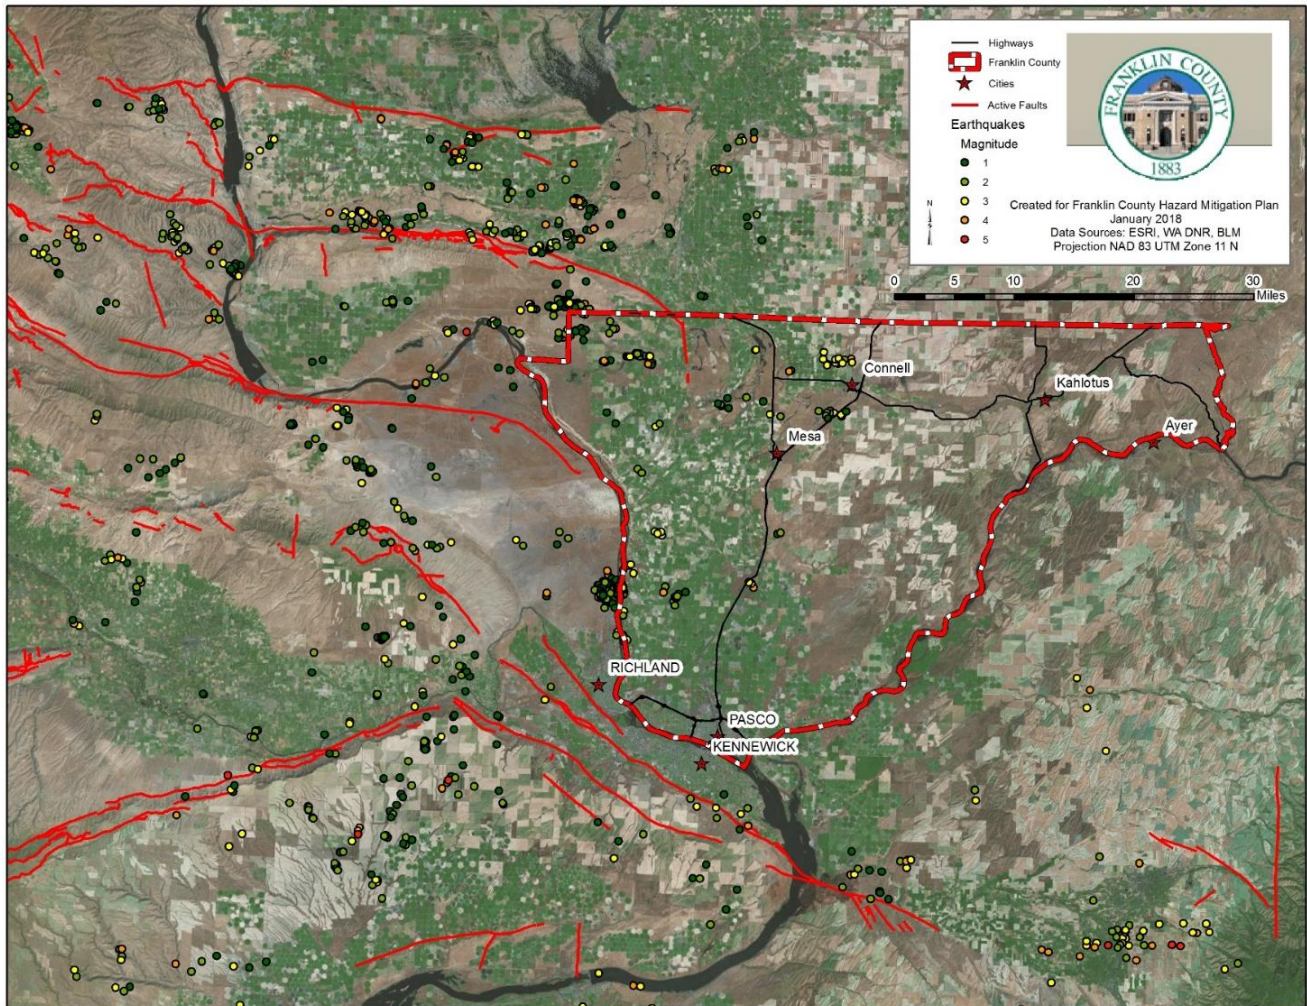 Highways
Franklin County
Cities
Active Faults
Earthquakes
Magnitude
1
2
3
4
5
FRANKLIN COUNTY
1883
N
Created for Franklin County Hazard Mitigation Plan
January 2018
Data Sources: ESRI, WA DNR, BLM
Projection NAD 83 UTM Zone 11 N
0 5 10 20 30
Miles
Connell
Kahlotus
Ayer
Mesa
RICHLAND
PASCO
KENNEWICK